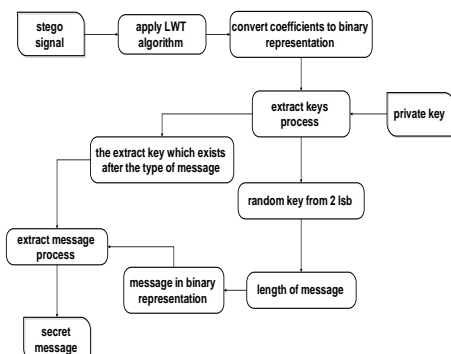 stego
signal
apply LWT
algorithm
convert coefficients to binary
representation
extract keys
process
private key
the extract key which exists
after the type of message
random key from 2 lsb
extract message
process
message in binary
representation
length of message
secret
message